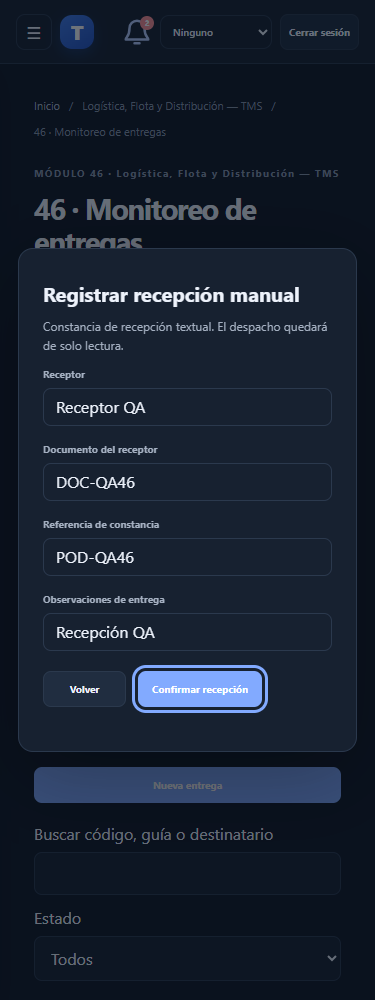 ☰ T 2 Ninguno Cerrar sesión
Inicio / Logística, Flota y Distribución — TMS /
46 · Monitoreo de entregas
MÓDULO 46 · Logística, Flota y Distribución — TMS
46 · Monitoreo de
entregas
Registrar recepción manual
Constancia de recepción textual. El despacho quedará
de solo lectura.
Receptor
Receptor QA
Documento del receptor
DOC-QA46
Referencia de constancia
POD-QA46
Observaciones de entrega
Recepción QA
Volver Confirmar recepción
Nueva entrega
Buscar código, guía o destinatario
Estado
Todos